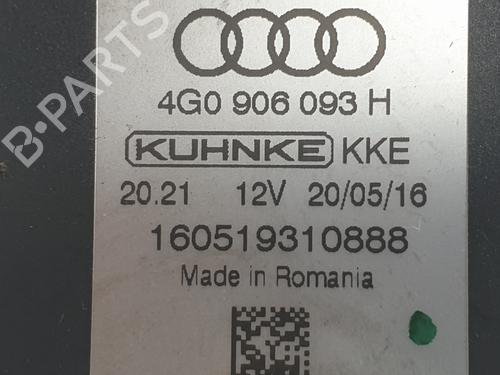 4G0 906 093 H
KUHNKE KKE
20.21 12V 20/05/16
160519310888
Made in Romania
B-PARTS